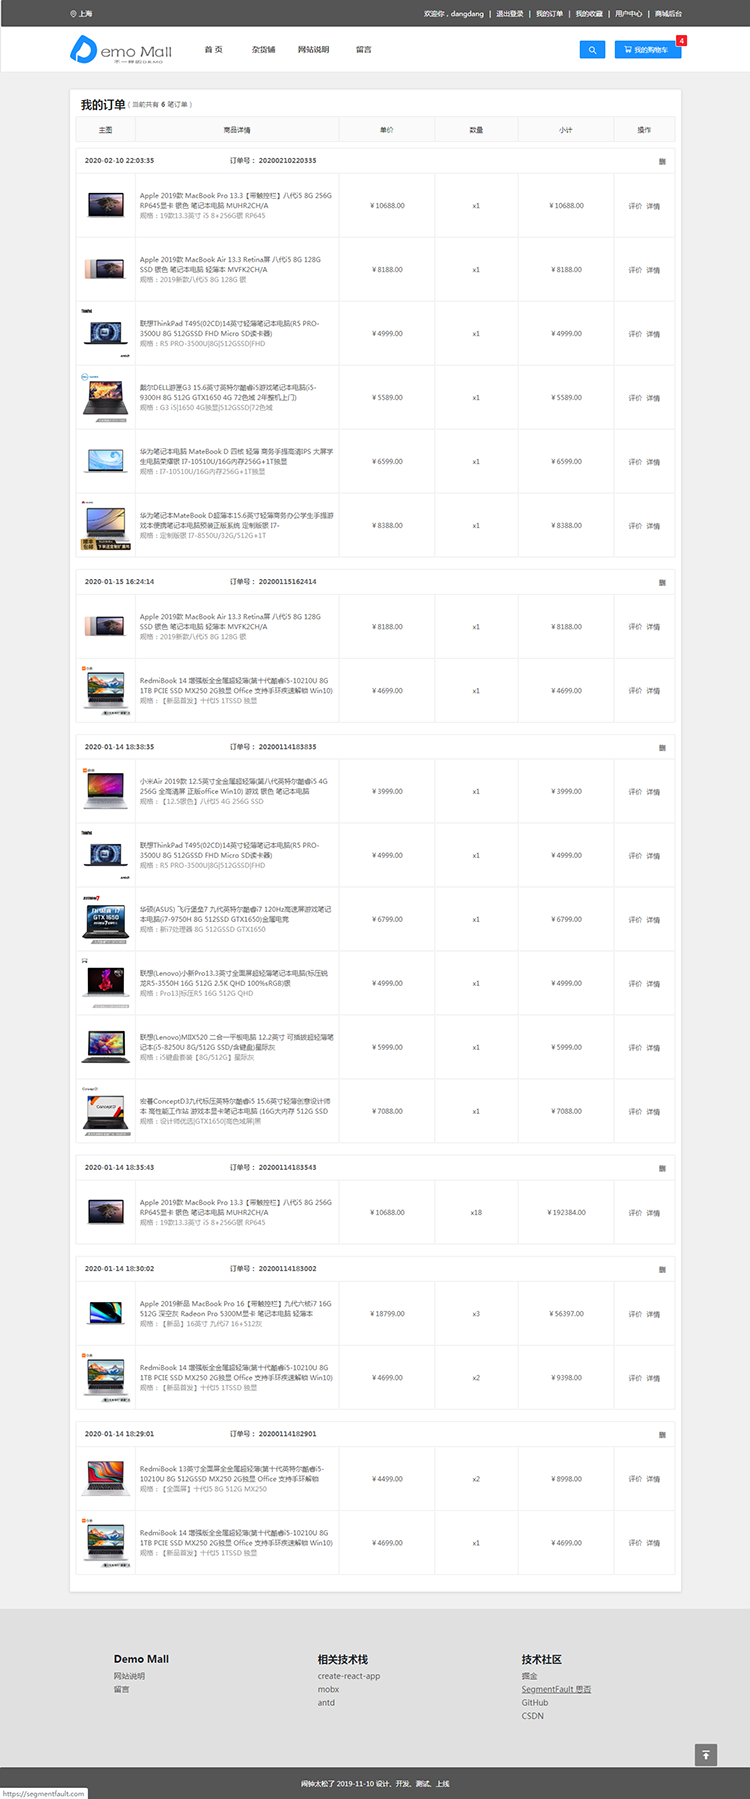 上海
欢迎你，dangdang | 退出登录 | 我的订单 | 我的收藏 | 用户中心 | 商城后台
emo Mall
不一样的DEMO
首页 杂货铺 网站说明 留言
我的购物车 4
我的订单（当前共有 6 笔订单）
主图 商品详情 单价 数量 小计 操作
2020-02-10 22:03:35 订单号： 20200210220335
Apple 2019款 MacBook Pro 13.3【带触控栏】八代i5 8G 256G
RP645显卡 银色 笔记本电脑 MUHR2CH/A
规格：19款13.3英寸 i5 8+256G银 RP645
￥10688.00 x1 ￥10688.00 评价 详情
Apple 2019款 MacBook Air 13.3 Retina屏 八代i5 8G 128G
SSD 银色 笔记本电脑 轻薄本 MVFK2CH/A
规格：2019新款八代i5 8G 128G 银
￥8188.00 x1 ￥8188.00 评价 详情
联想ThinkPad T495(02CD)14英寸轻薄笔记本电脑(R5 PRO-
3500U 8G 512GSSD FHD Micro SD读卡器)
规格：R5 PRO-3500U|8G|512GSSD|FHD
￥4999.00 x1 ￥4999.00 评价 详情
戴尔DELL游匣G3 15.6英寸英特尔酷睿i5游戏笔记本电脑(i5-
9300H 8G 512G GTX1650 4G 72色域 2年整机上门)
规格：G3 i5|1650 4G独显|512GSSD|72色域
￥5589.00 x1 ￥5589.00 评价 详情
华为笔记本电脑 MateBook D 四核 轻薄 商务手提高清IPS 大屏学
生电脑荣耀银 I7-10510U/16G内存256G+1T独显
规格：I7-10510U/16G内存256G+1T独显
￥6599.00 x1 ￥6599.00 评价 详情
华为笔记本MateBook D超薄本15.6英寸轻薄商务办公学生手提游
戏本便携笔记本电脑预装正版系统 定制版银 I7-
规格：定制版银 I7-8550U/32G/512G+1T
￥8388.00 x1 ￥8388.00 评价 详情
2020-01-15 16:24:14 订单号： 20200115162414
Apple 2019款 MacBook Air 13.3 Retina屏 八代i5 8G 128G
SSD 银色 笔记本电脑 轻薄本 MVFK2CH/A
规格：2019新款八代i5 8G 128G 银
￥8188.00 x1 ￥8188.00 评价 详情
RedmiBook 14 增强版全金属超轻薄(第十代酷睿i5-10210U 8G
1TB PCIE SSD MX250 2G独显 Office 支持手环疾速解锁 Win10)
规格：【新品首发】十代I5 1TSSD 独显
￥4699.00 x1 ￥4699.00 评价 详情
2020-01-14 18:38:35 订单号： 20200114183835
小米Air 2019款 12.5英寸全金属超轻薄(第八代英特尔酷睿i5 4G
256G 全高清屏 正版office Win10) 游戏 银色 笔记本电脑
规格：【12.5银色】八代I5 4G 256G SSD
￥3999.00 x1 ￥3999.00 评价 详情
联想ThinkPad T495(02CD)14英寸轻薄笔记本电脑(R5 PRO-
3500U 8G 512GSSD FHD Micro SD读卡器)
规格：R5 PRO-3500U|8G|512GSSD|FHD
￥4999.00 x1 ￥4999.00 评价 详情
华硕(ASUS) 飞行堡垒7 九代英特尔酷睿i7 120Hz高速屏游戏笔记
本电脑(i7-9750H 8G 512SSD GTX1650)金属电竞
规格：新i7处理器 8G 512GSSD GTX1650
￥6799.00 x1 ￥6799.00 评价 详情
联想(Lenovo)小新Pro13.3英寸全面屏超轻薄笔记本电脑(标压锐
龙R5-3550H 16G 512G 2.5K QHD 100%sRGB)银
规格：Pro13|标压R5 16G 512G QHD
￥4999.00 x1 ￥4999.00 评价 详情
联想(Lenovo)MIIX520 二合一平板电脑 12.2英寸 可插拔超轻薄笔
记本(i5-8250U 8G/512G SSD/含键盘)星际灰
规格：i5键盘套装【8G/512G】星际灰
￥5999.00 x1 ￥5999.00 评价 详情
宏碁ConceptD3九代标压英特尔酷睿i5 15.6英寸轻薄创意设计师
本 高性能工作站 游戏本显卡笔记本电脑 (16G大内存 512G SSD
规格：设计师优选|GTX1650|高色域屏|黑
￥7088.00 x1 ￥7088.00 评价 详情
2020-01-14 18:35:43 订单号： 20200114183543
Apple 2019款 MacBook Pro 13.3【带触控栏】八代i5 8G 256G
RP645显卡 银色 笔记本电脑 MUHR2CH/A
规格：19款13.3英寸 i5 8+256G银 RP645
￥10688.00 x18 ￥192384.00 评价 详情
2020-01-14 18:30:02 订单号： 20200114183002
Apple 2019新品 MacBook Pro 16【带触控栏】九代六核i7 16G
512G 深空灰 Radeon Pro 5300M显卡 笔记本电脑 轻薄本
规格：【新品】16英寸 九代i7 16+512灰
￥18799.00 x3 ￥56397.00 评价 详情
RedmiBook 14 增强版全金属超轻薄(第十代酷睿i5-10210U 8G
1TB PCIE SSD MX250 2G独显 Office 支持手环疾速解锁 Win10)
规格：【新品首发】十代I5 1TSSD 独显
￥4699.00 x2 ￥9398.00 评价 详情
2020-01-14 18:29:01 订单号： 20200114182901
RedmiBook 13英寸全面屏全金属超轻薄(第十代英特尔酷睿i5-
10210U 8G 512GSSD MX250 2G独显 Office 支持手环解锁
规格：【全面屏】十代I5 8G 512G MX250
￥4499.00 x2 ￥8998.00 评价 详情
RedmiBook 14 增强版全金属超轻薄(第十代酷睿i5-10210U 8G
1TB PCIE SSD MX250 2G独显 Office 支持手环疾速解锁 Win10)
规格：【新品首发】十代I5 1TSSD 独显
￥4699.00 x1 ￥4699.00 评价 详情
Demo Mall 相关技术栈 技术社区
网站说明 create-react-app 掘金
留言 mobx SegmentFault 思否
antd GitHub
CSDN
闹钟太松了 2019-11-10 设计、开发、测试、上线
https://segmentfault.com